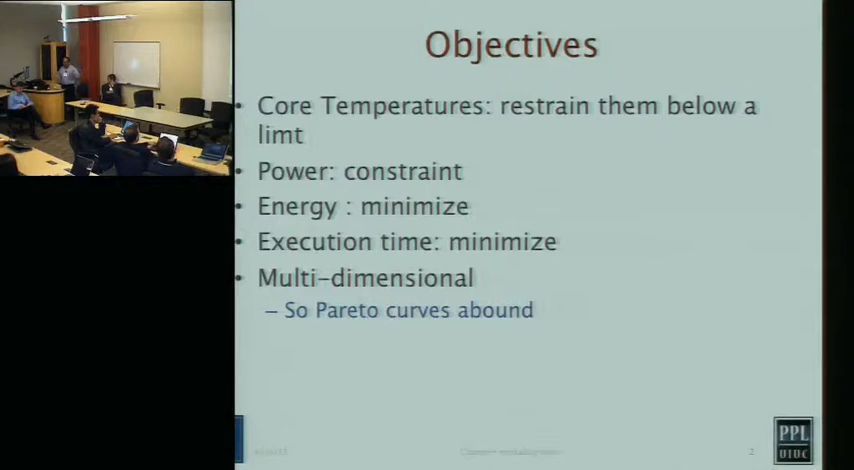 Objectives
• Core Temperatures: restrain them below a
limt
• Power: constraint
• Energy : minimize
• Execution time: minimize
• Multi-dimensional
– So Pareto curves abound
2
PPL
UIUC